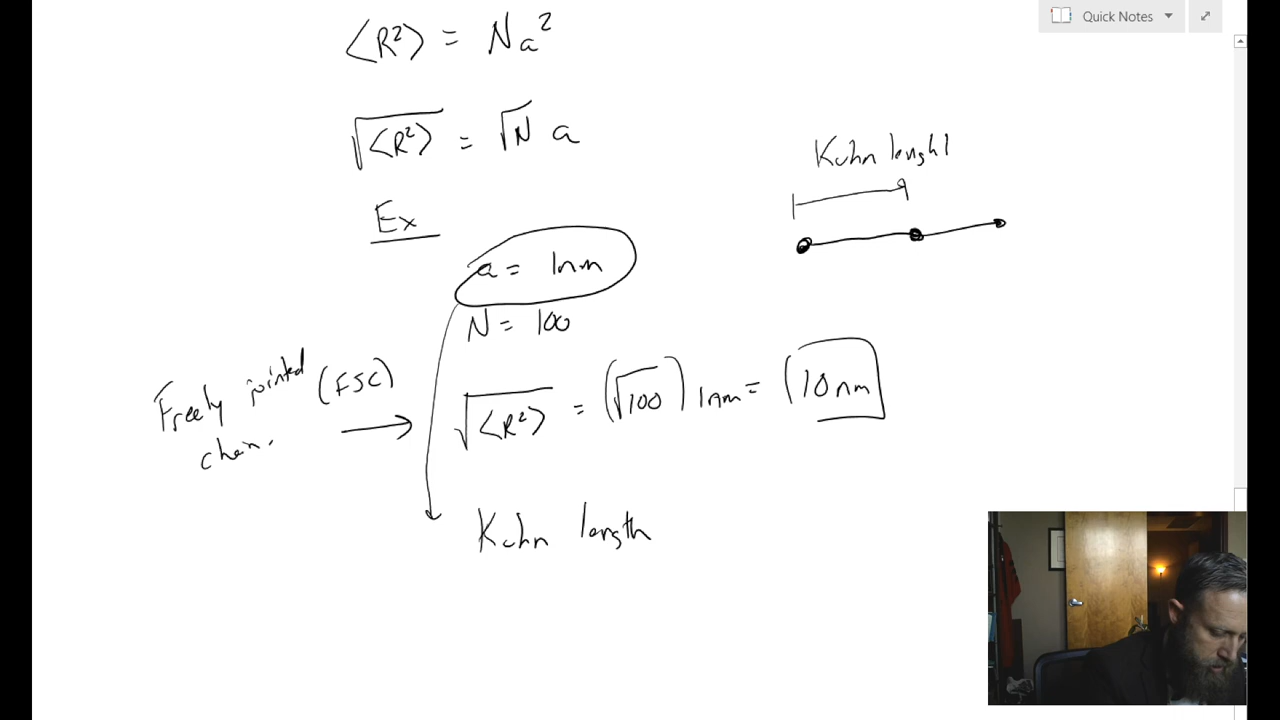 Quick Notes
⟨R²⟩ = Na²
√⟨R²⟩ = √N a
Kuhn lenght
Ex
a = 1nm
N = 100
Freely jointed (FJC)
chain.
√⟨R²⟩ = (√100) 1nm = 10nm
Kuhn length